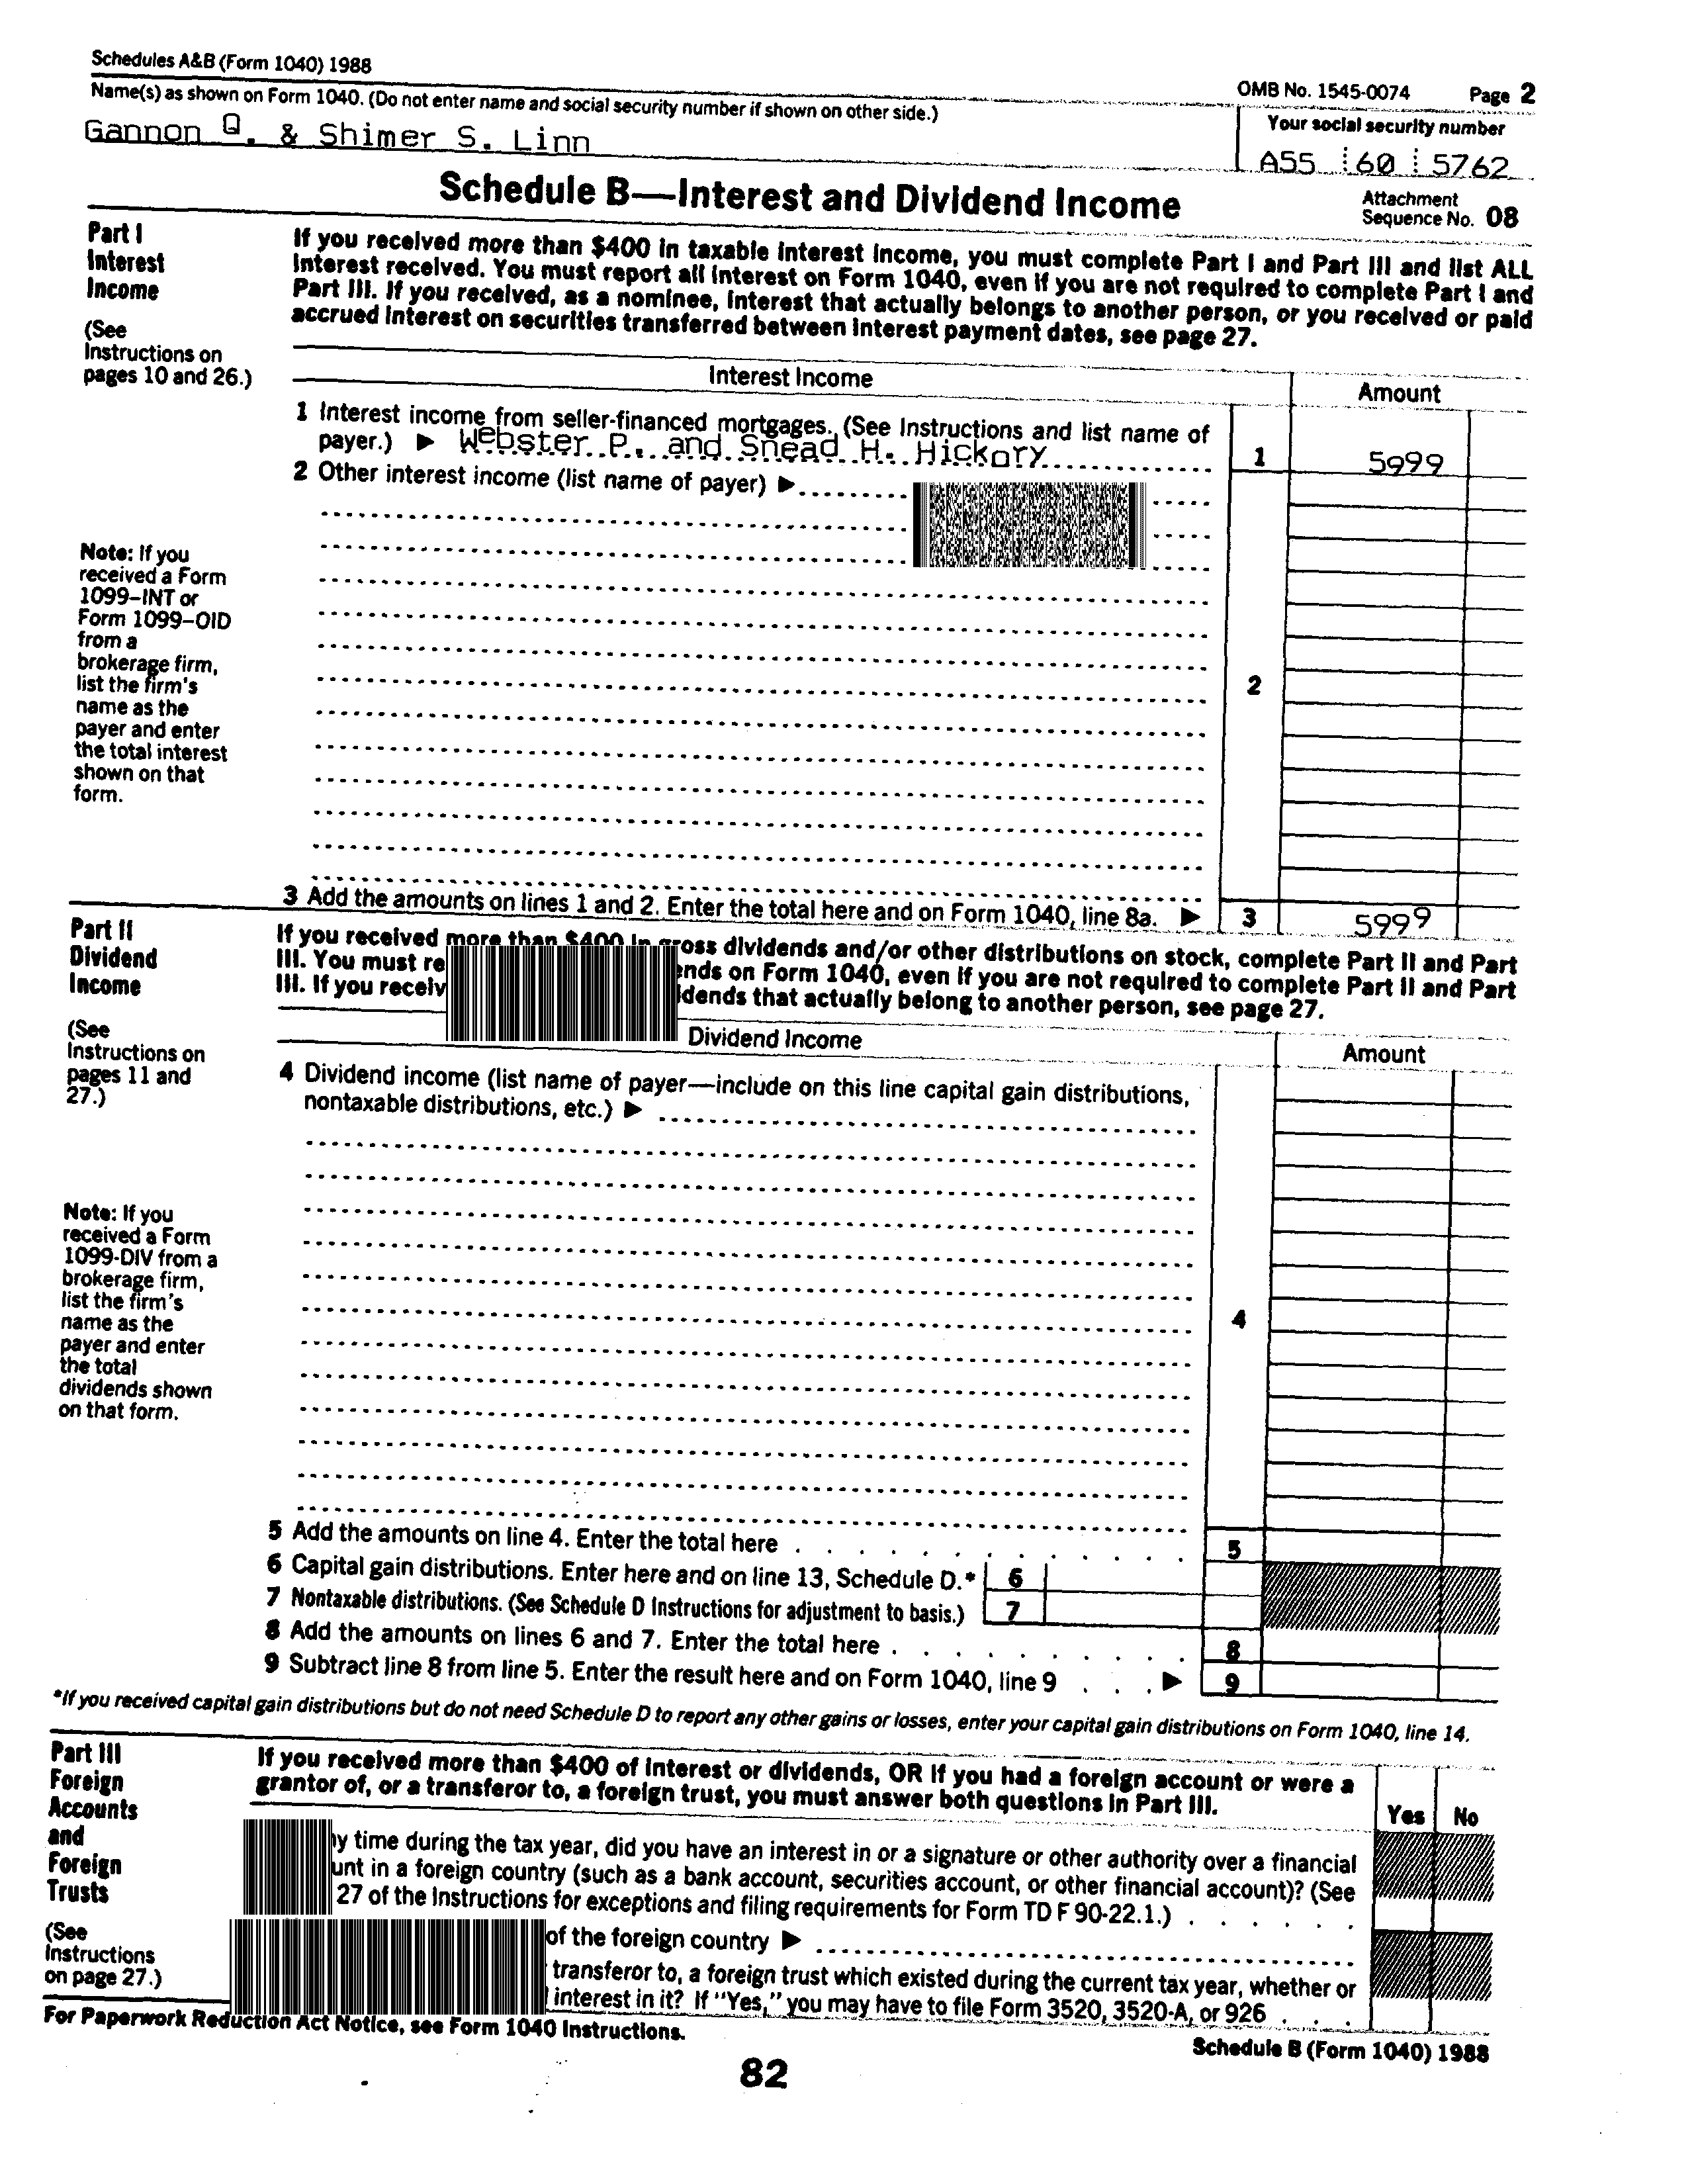 Schedules A&B (Form 1040) 1988
OMB No. 1545-0074 Page 2
Name(s) as shown on Form 1040. (Do not enter name and social security number if shown on other side.)
Your social security number
Gannon Q. & Shimer S. Linn
A55 60 5762
Schedule B—Interest and Dividend Income
Attachment
Sequence No. 08
Part I
Interest
Income
(See
Instructions on
pages 10 and 26.)
If you received more than $400 in taxable interest income, you must complete Part I and Part III and list ALL
interest received. You must report all interest on Form 1040, even if you are not required to complete Part I and
Part III. If you received, as a nominee, interest that actually belongs to another person, or you received or paid
accrued interest on securities transferred between interest payment dates, see page 27.
Interest Income
Amount
1 Interest income from seller-financed mortgages. (See Instructions and list name of
payer.) ▶ Webster P. and Snead H. Hickory 1 5999
2 Other interest income (list name of payer) ▶
Note: If you
received a Form
1099–INT or
Form 1099–OID
from a
brokerage firm,
list the firm's
name as the
payer and enter
the total interest
shown on that
form.
2
3 Add the amounts on lines 1 and 2. Enter the total here and on Form 1040, line 8a. ▶ 3 5999
Part II
Dividend
Income
(See
Instructions on
pages 11 and
27.)
If you received more than $400 in gross dividends and/or other distributions on stock, complete Part II and Part
III. You must re ends on Form 1040, even if you are not required to complete Part II and Part
III. If you receiv idends that actually belong to another person, see page 27.
Dividend Income
Amount
4 Dividend income (list name of payer—include on this line capital gain distributions,
nontaxable distributions, etc.) ▶
Note: If you
received a Form
1099-DIV from a
brokerage firm,
list the firm's
name as the
payer and enter
the total
dividends shown
on that form.
4
5 Add the amounts on line 4. Enter the total here 5
6 Capital gain distributions. Enter here and on line 13, Schedule D.* 6
7 Nontaxable distributions. (See Schedule D Instructions for adjustment to basis.) 7
8 Add the amounts on lines 6 and 7. Enter the total here 8
9 Subtract line 8 from line 5. Enter the result here and on Form 1040, line 9 ▶ 9
*If you received capital gain distributions but do not need Schedule D to report any other gains or losses, enter your capital gain distributions on Form 1040, line 14.
Part III
Foreign
Accounts
and
Foreign
Trusts
(See
Instructions
on page 27.)
If you received more than $400 of interest or dividends, OR if you had a foreign account or were a
grantor of, or a transferor to, a foreign trust, you must answer both questions in Part III.
Yes No
y time during the tax year, did you have an interest in or a signature or other authority over a financial
unt in a foreign country (such as a bank account, securities account, or other financial account)? (See
27 of the Instructions for exceptions and filing requirements for Form TD F 90-22.1.)
of the foreign country ▶
transferor to, a foreign trust which existed during the current tax year, whether or
interest in it? If "Yes," you may have to file Form 3520, 3520-A, or 926
For Paperwork Reduction Act Notice, see Form 1040 Instructions.
Schedule B (Form 1040) 1988
82